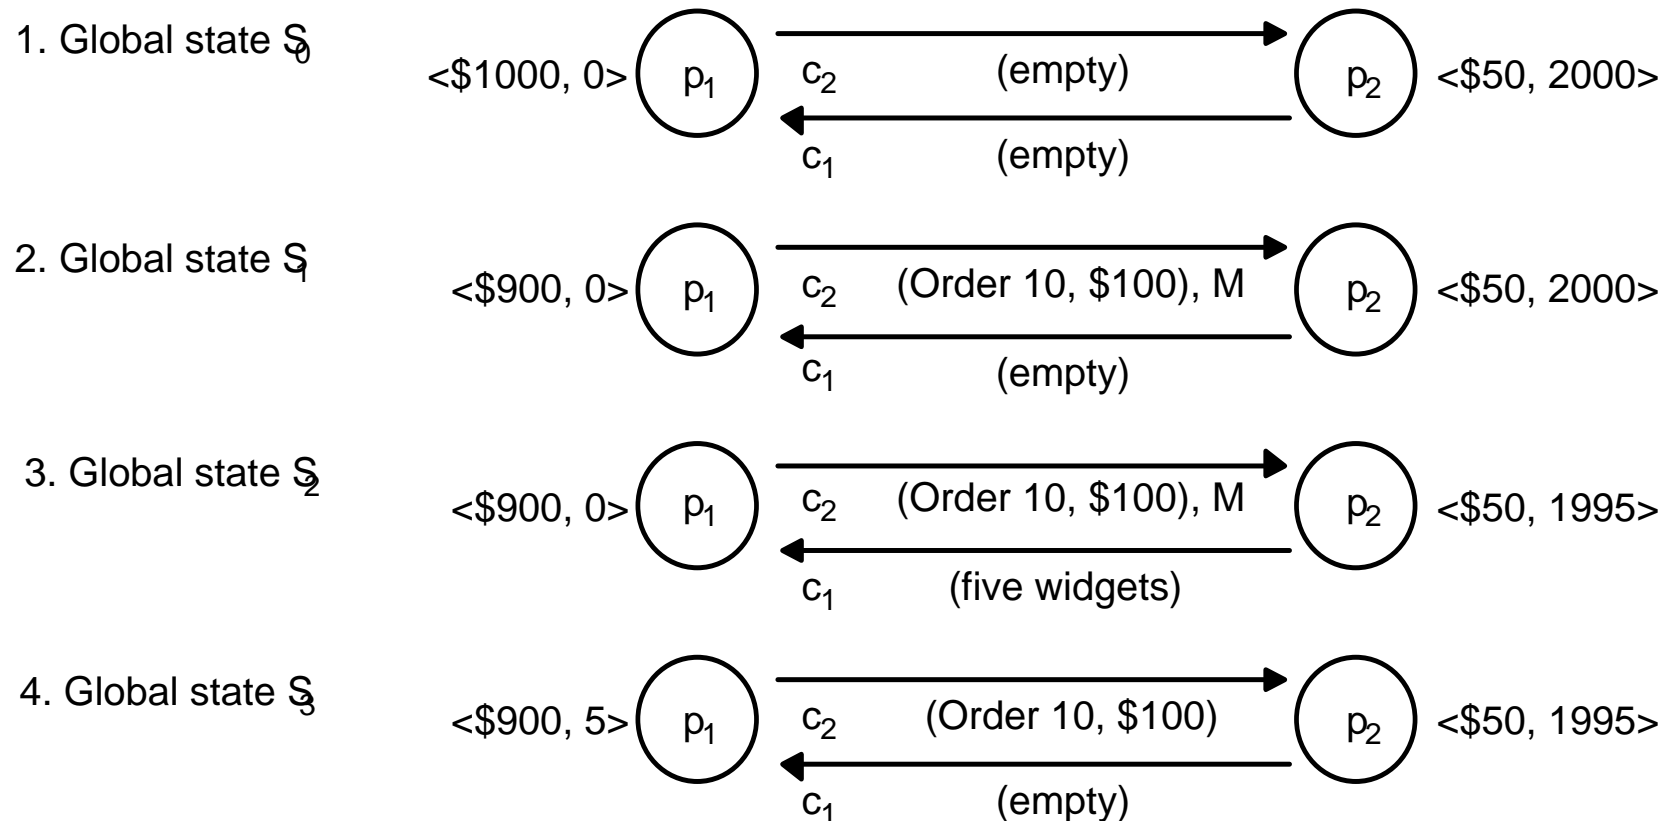 1. Global state S0
<$1000, 0> p1 c2 (empty) p2 <$50, 2000>
c1 (empty)
2. Global state S1
<$900, 0> p1 c2 (Order 10, $100), M p2 <$50, 2000>
c1 (empty)
3. Global state S2
<$900, 0> p1 c2 (Order 10, $100), M p2 <$50, 1995>
c1 (five widgets)
4. Global state S3
<$900, 5> p1 c2 (Order 10, $100) p2 <$50, 1995>
c1 (empty)